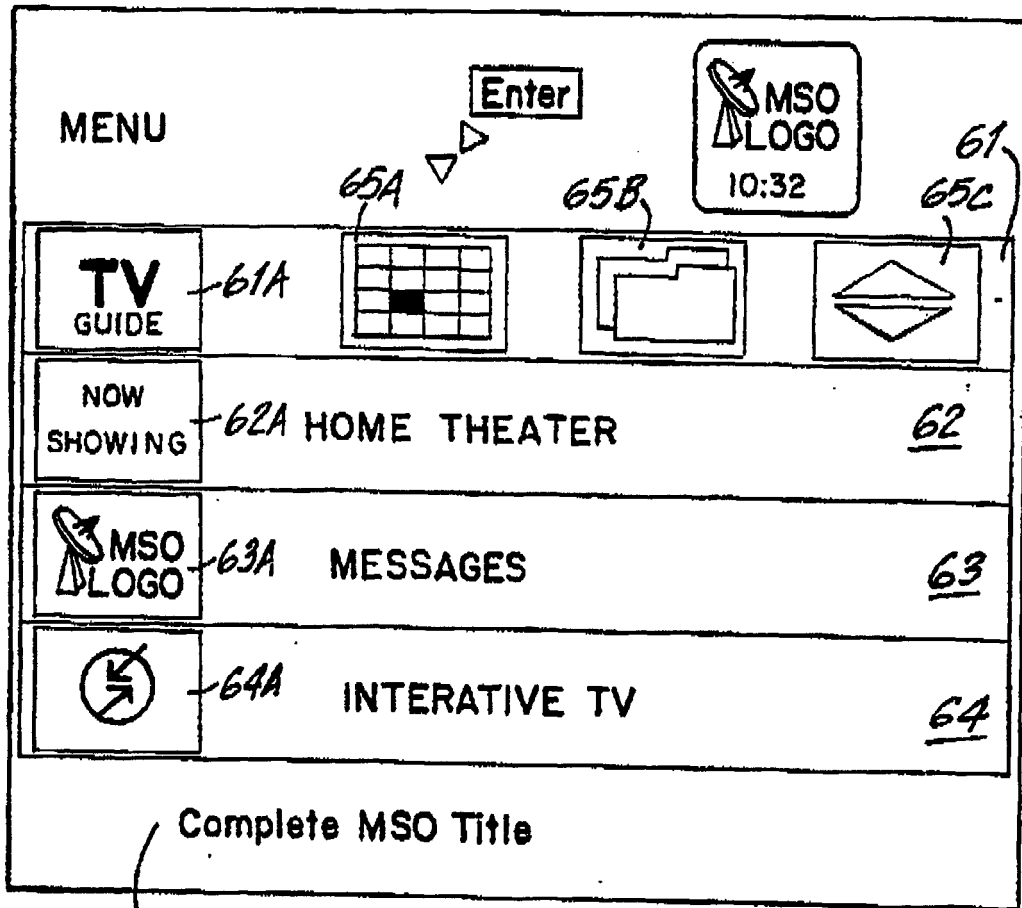 Enter
MENU
MSO
LOGO
10:32
61
65A
65B
65C
TV
GUIDE
61A
NOW
SHOWING
62A
HOME THEATER
62
MSO
LOGO
63A
MESSAGES
63
64A
INTERATIVE TV
64
Complete MSO Title